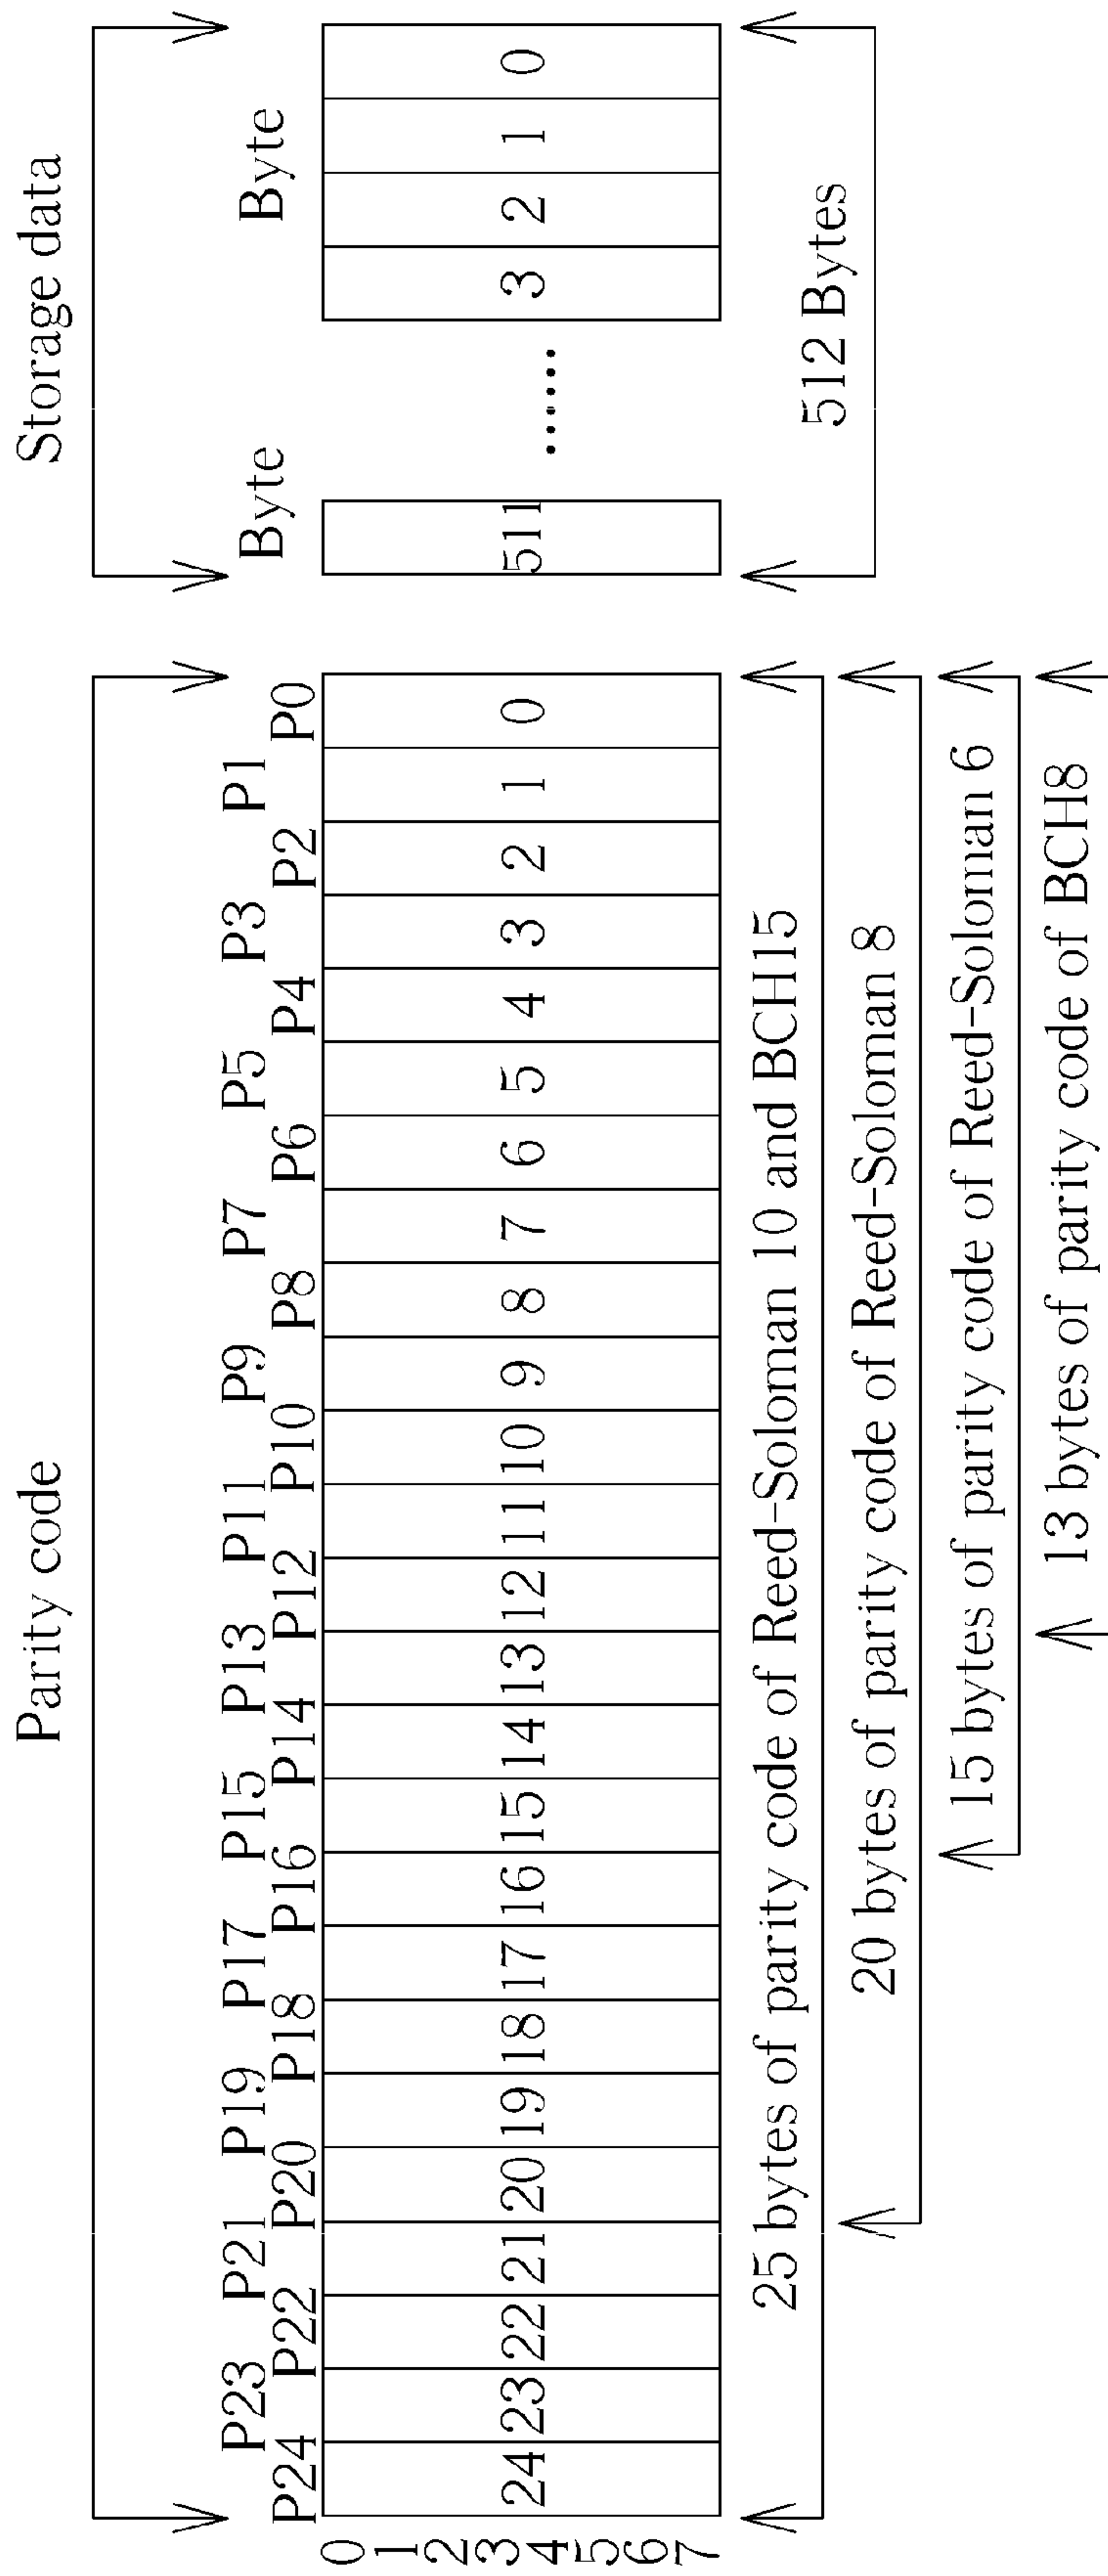 Parity code
Storage data
P23 P21 P19 P17 P15 P13 P11 P9 P7 P5 P3 P1
Byte
Byte
P24 P22 P20 P18 P16 P14 P12 P10 P8 P6 P4 P2 P0
0
1
2
3
4
5
6
7
24 23 22 21 20 19 18 17 16 15 14 13 12 11 10 9 8 7 6 5 4 3 2 1 0
511 ...... 3 2 1 0
25 bytes of parity code of Reed-Soloman 10 and BCH15
512 Bytes
20 bytes of parity code of Reed-Soloman 8
15 bytes of parity code of Reed-Soloman 6
13 bytes of parity code of BCH8